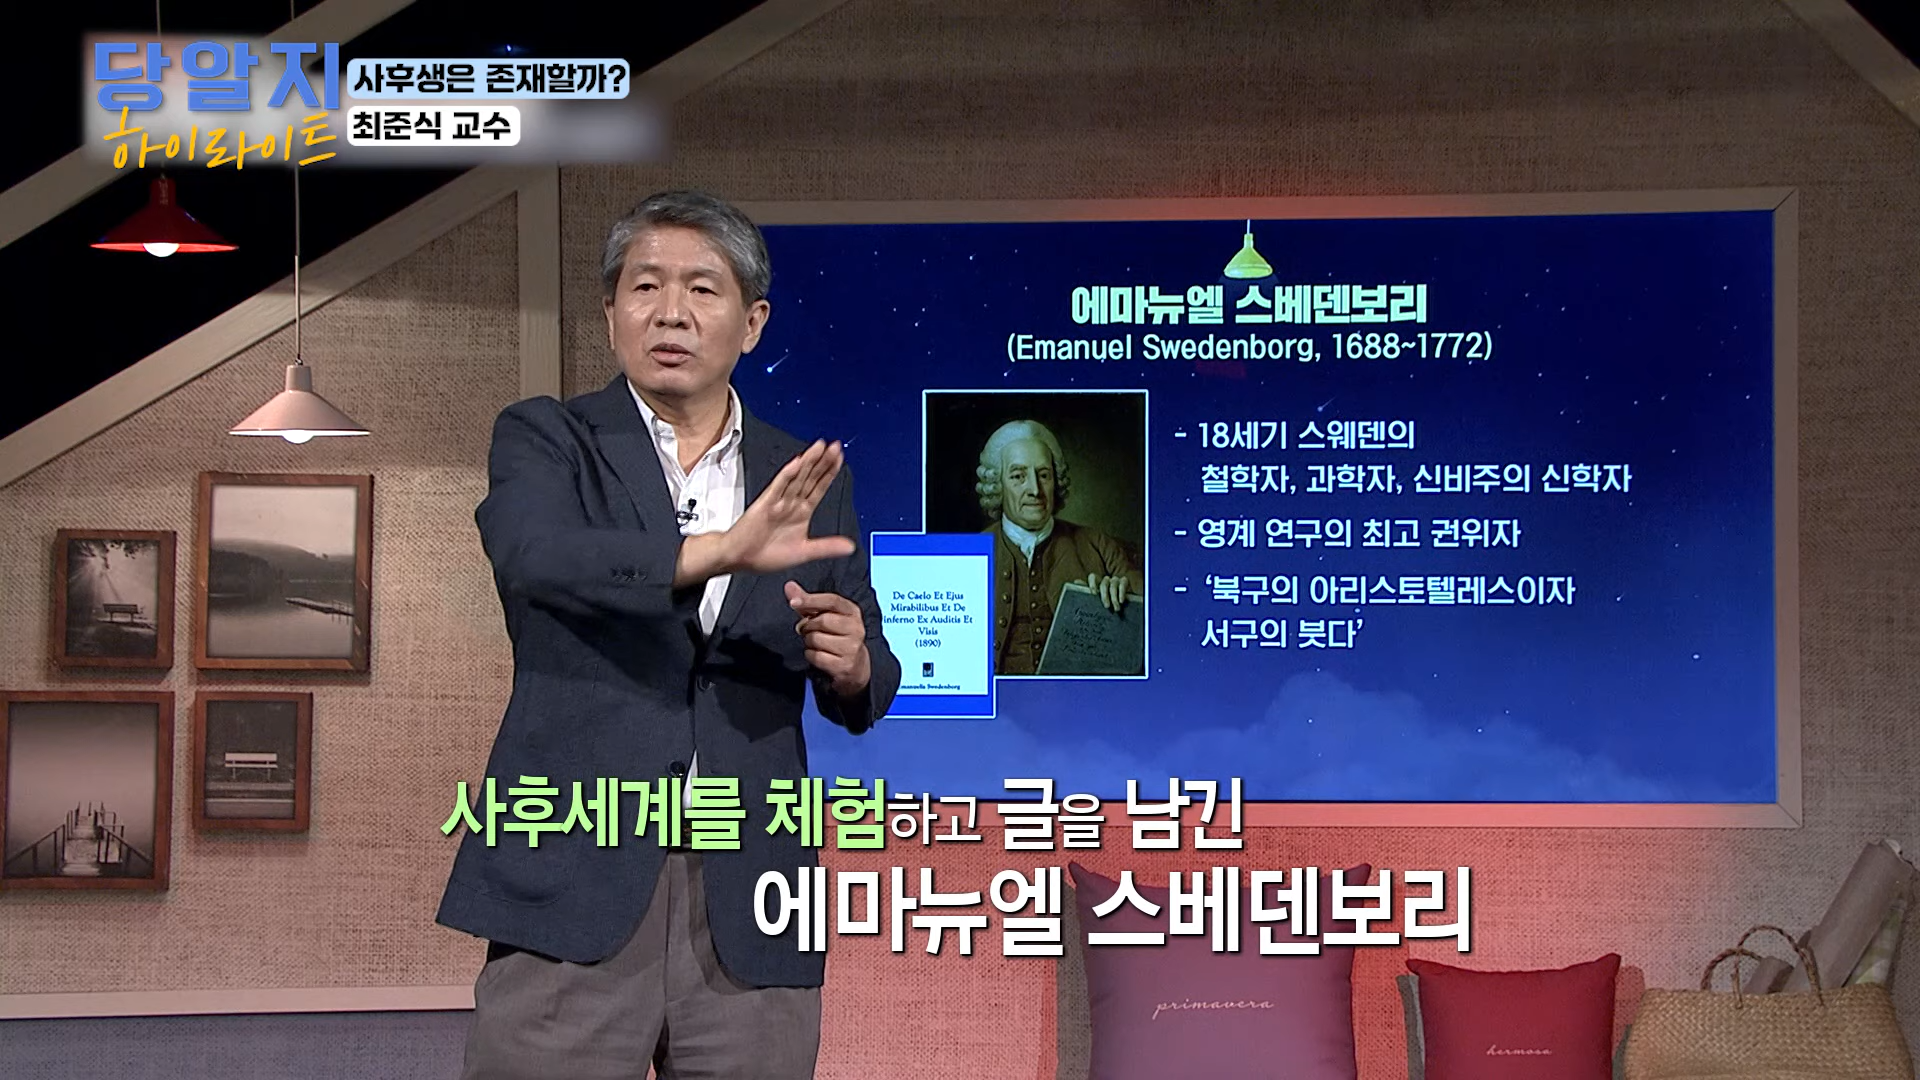 당알지
하이라이트
사후생은 존재할까?
최준식 교수
에마뉴엘 스베덴보리
(Emanuel Swedenborg, 1688~1772)
- 18세기 스웨덴의
철학자, 과학자, 신비주의 신학자
- 영계 연구의 최고 권위자
- ‘북구의 아리스토텔레스이자
서구의 붓다’
De Caelo Et Ejus
Mirabilibus Et De
inferno Ex Auditis Et
Visis
(1890)
Swedenborg
사후세계를 체험하고 글을 남긴
에마뉴엘 스베덴보리
primavera
hermosa